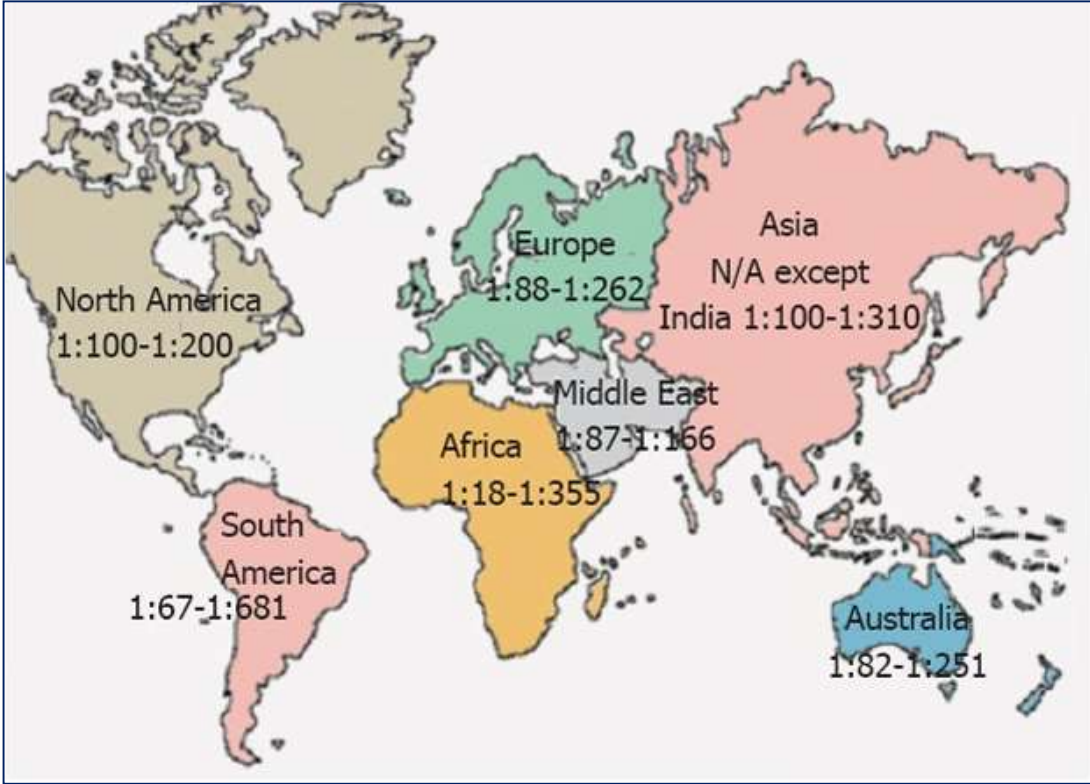 North America
1:100-1:200
Europe
1:88-1:262
Asia
N/A except
India 1:100-1:310
Middle East
1:87-1:166
Africa
1:18-1:355
South
America
1:67-1:681
Australia
1:82-1:251